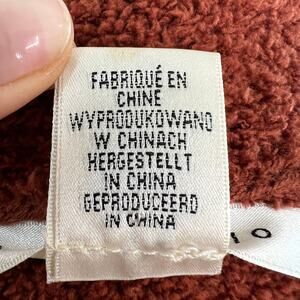 FABRIQUÉ EN
CHINE
WYPRODUKOWANO
W CHINACH
HERGESTELLT
IN CHINA
GEPRODUCEERD
IN CHINA